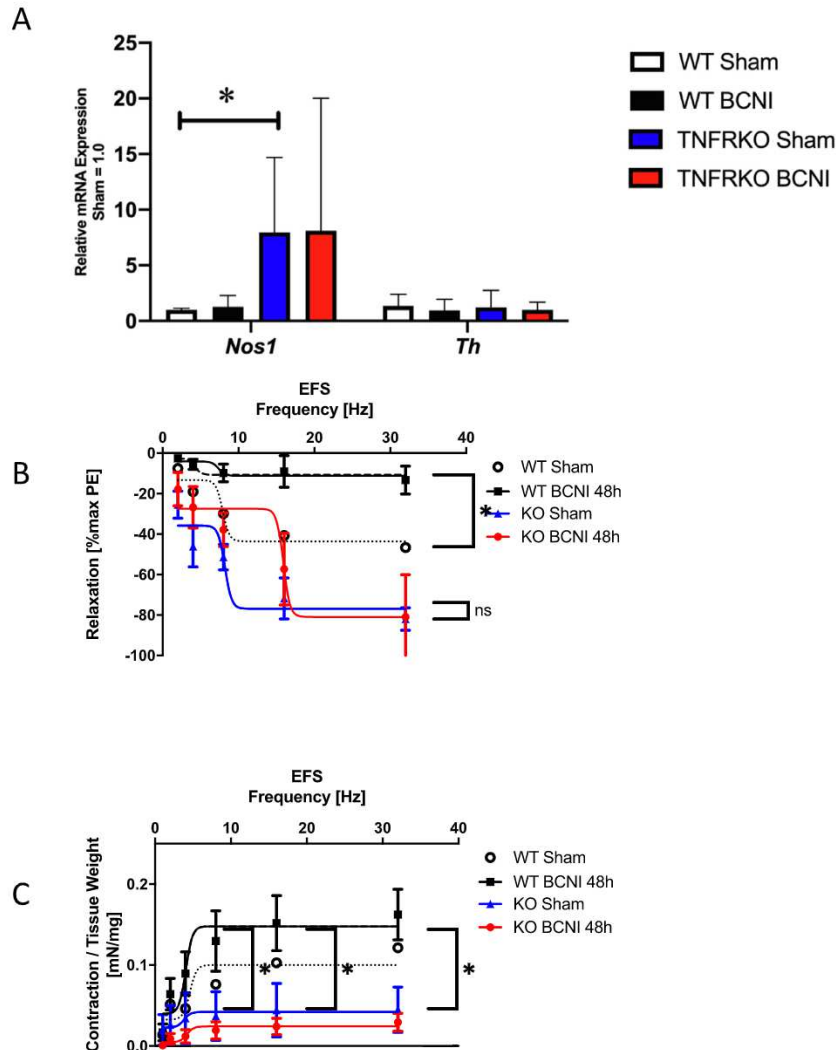 A
25
20
15
10
5
0
Relative mRNA Expression
Sham = 1.0
*
Nos1
Th
WT Sham
WT BCNI
TNFRKO Sham
TNFRKO BCNI
B
EFS
Frequency [Hz]
0 10 20 30 40
0
-20
-40
-60
-80
-100
Relaxation [%max PE]
WT Sham
WT BCNI 48h
KO Sham
KO BCNI 48h
*
ns
C
EFS
Frequency [Hz]
0 10 20 30 40
0.2
0.1
0.0
Contraction / Tissue Weight
[mN/mg]
WT Sham
WT BCNI 48h
KO Sham
KO BCNI 48h
* * *